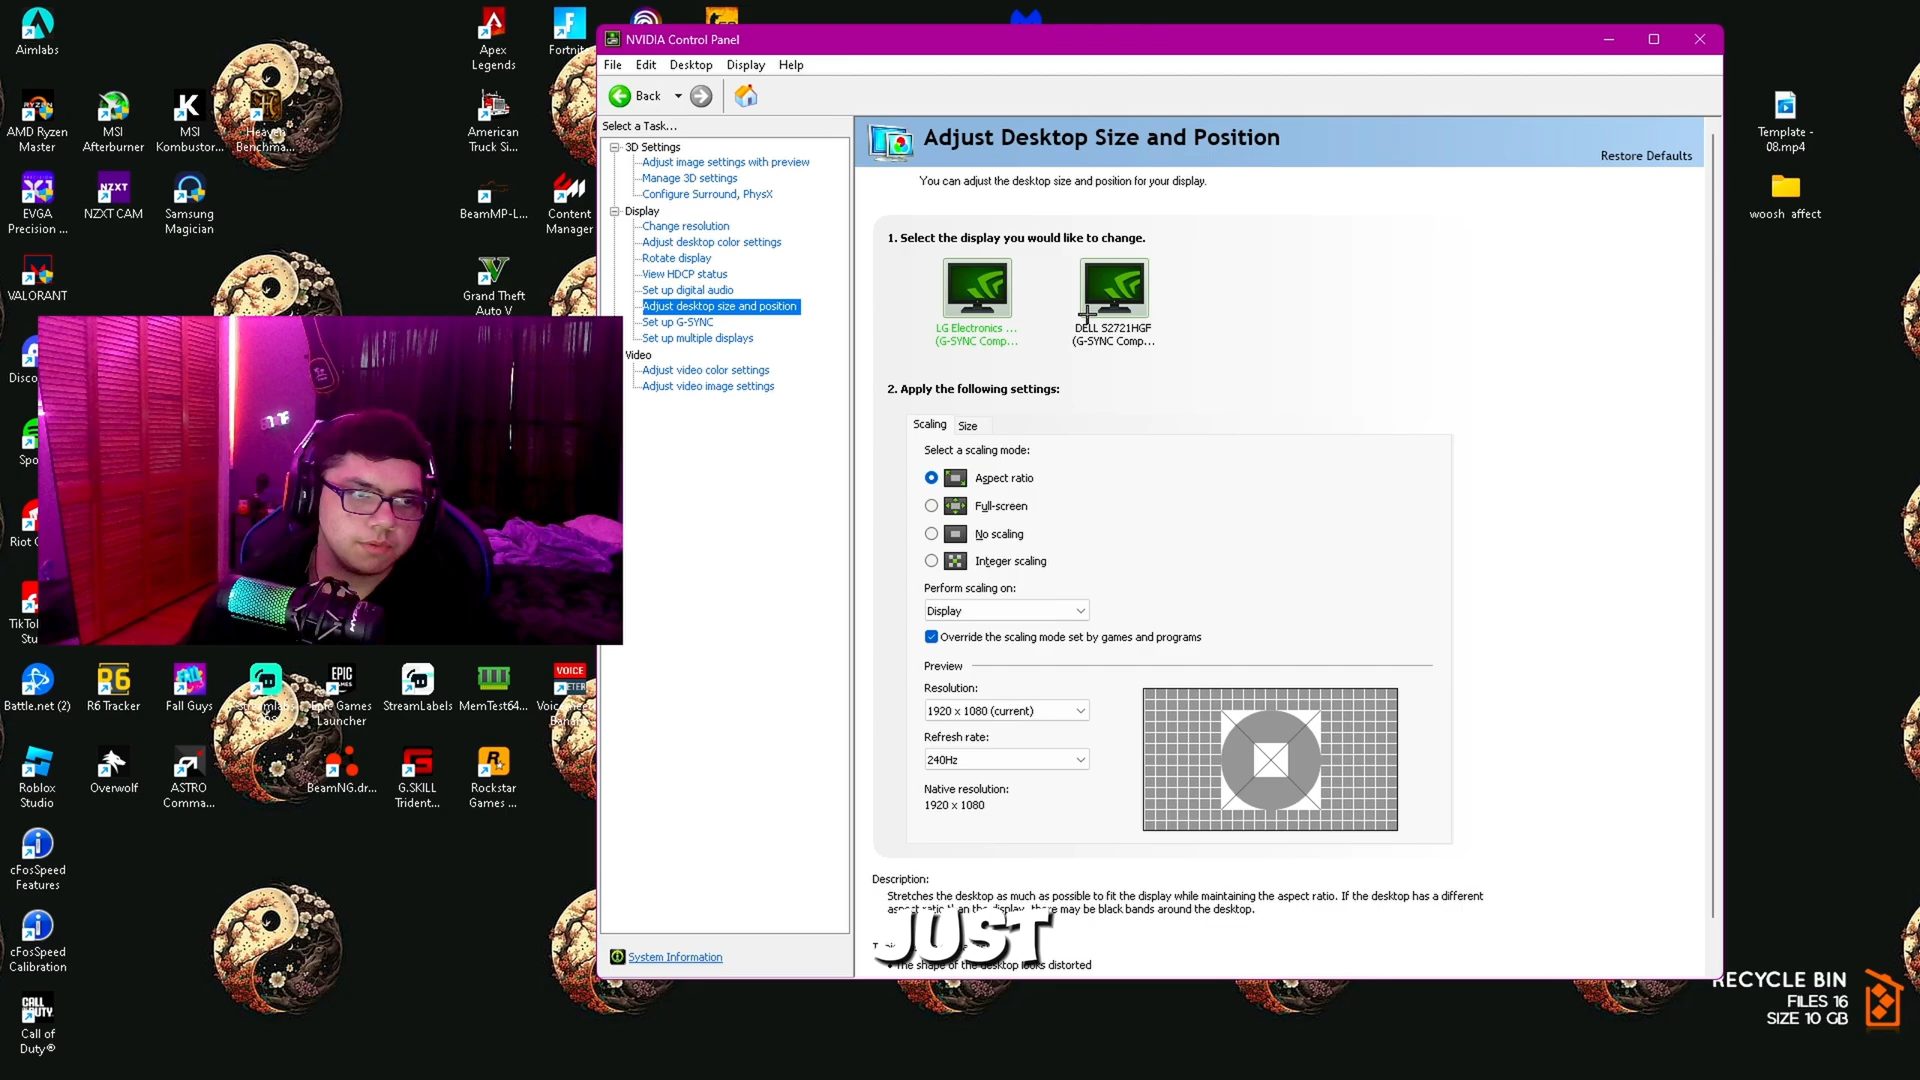 Aimlabs
Apex
Legends
Fortnite
AMD Ryzen
Master
MSI
Afterburner
MSI
Kombustor...
Heaven
Benchma...
American
Truck Si...
EVGA
Precision ...
NZXT CAM
Samsung
Magician
BeamMP-L...
Content
Manager
VALORANT
Grand Theft
Auto V
Disco
Spo
Riot C
TikTo
Stu
Battle.net (2)
R6 Tracker
Fall Guys
Epic Games
Launcher
StreamLabels
MemTest64...
VOICE
Roblox
Studio
Overwolf
ASTRO
Comma...
BeamNG.dr...
G.SKILL
Trident...
Rockstar
Games ...
cFosSpeed
Features
cFosSpeed
Calibration
Call of
Duty®
NVIDIA Control Panel
File Edit Desktop Display Help
Back
Select a Task...
3D Settings
Adjust image settings with preview
Manage 3D settings
Configure Surround, PhysX
Display
Change resolution
Adjust desktop color settings
Rotate display
View HDCP status
Set up digital audio
Adjust desktop size and position
Set up G-SYNC
Set up multiple displays
Video
Adjust video color settings
Adjust video image settings
System Information
Adjust Desktop Size and Position
Restore Defaults
You can adjust the desktop size and position for your display.
1. Select the display you would like to change.
LG Electronics ...
(G-SYNC Comp...
DELL S2721HGF
(G-SYNC Comp...
2. Apply the following settings:
Scaling Size
Select a scaling mode:
Aspect ratio
Full-screen
No scaling
Integer scaling
Perform scaling on:
Display
Override the scaling mode set by games and programs
Preview
Resolution:
1920 x 1080 (current)
Refresh rate:
240Hz
Native resolution:
1920 x 1080
Description:
Stretches the desktop as much as possible to fit the display while maintaining the aspect ratio. If the desktop has a different
aspect ratio than the display, there may be black bands around the desktop.
JUST
• The shape of the desktop looks distorted
Template -
08.mp4
woosh affect
RECYCLE BIN
FILES 16
SIZE 10 GB